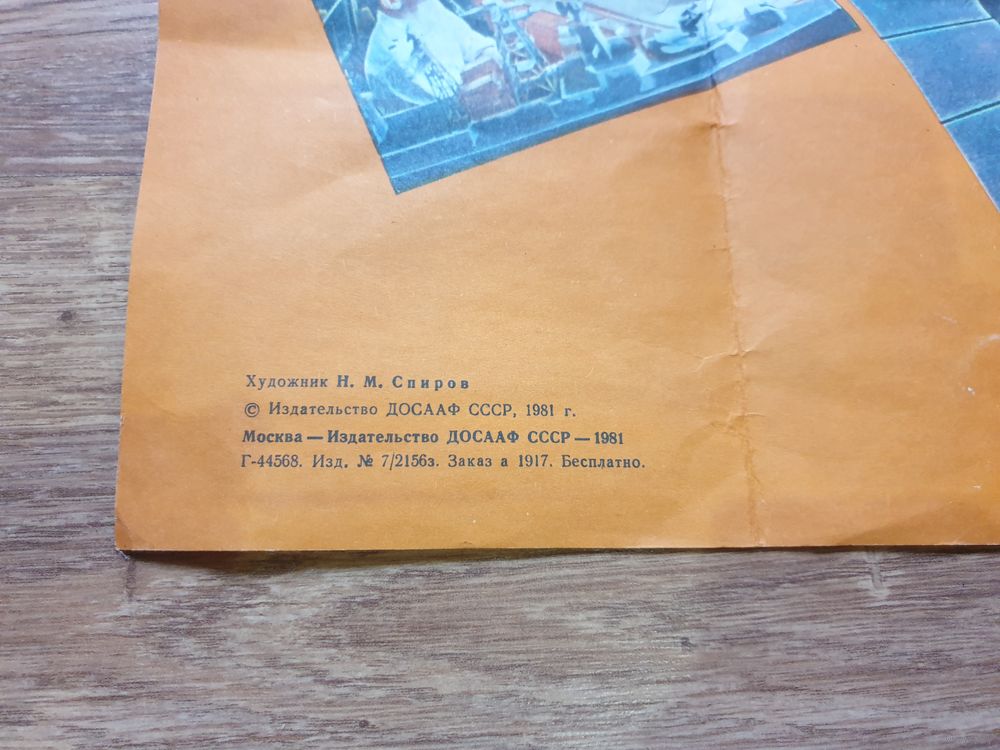 Художник Н. М. Спиров
© Издательство ДОСААФ СССР, 1981 г.
Москва — Издательство ДОСААФ СССР — 1981
Г-44568. Изд. № 7/2156з. Заказ а 1917. Бесплатно.